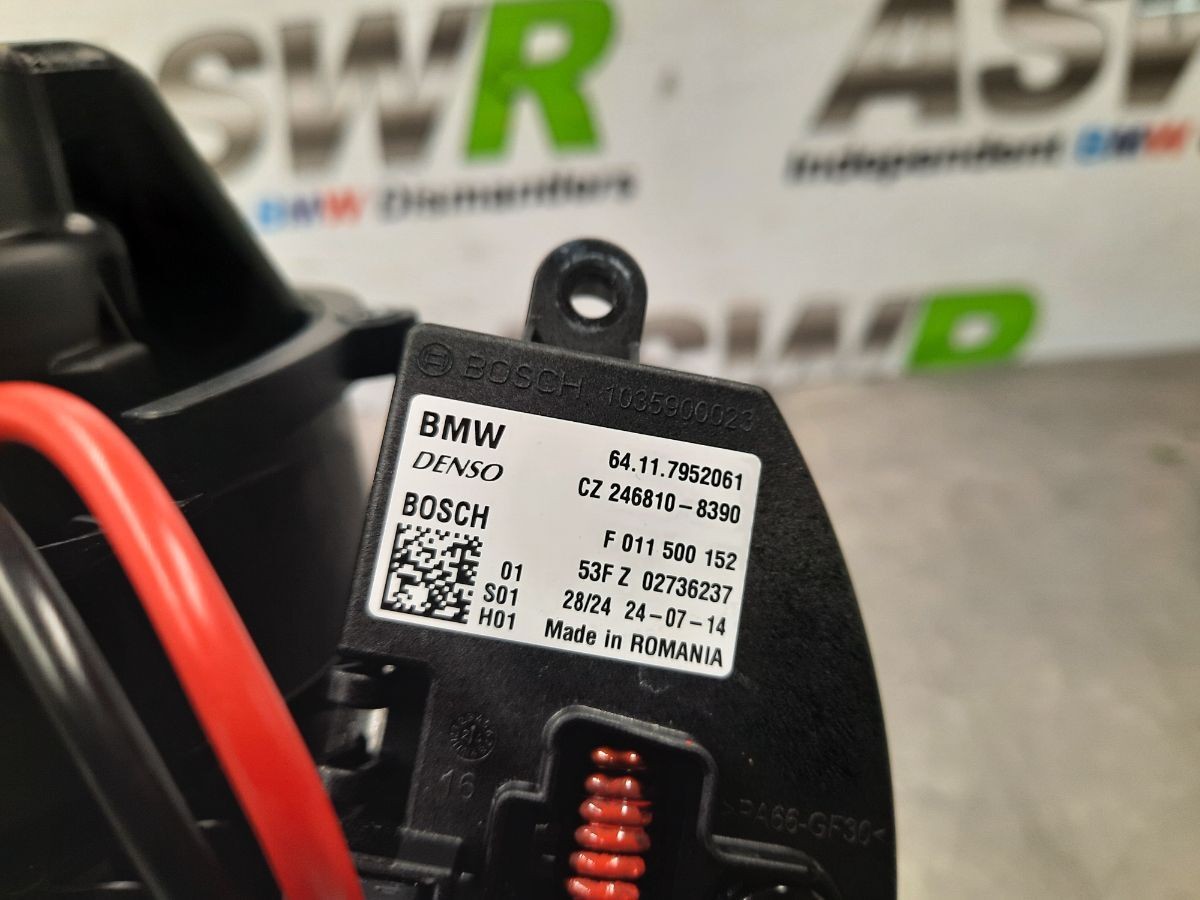 SWR
BMW Dismantlers
ASW
Independent BMW
SWR
BOSCH 1035900023
BMW
DENSO
BOSCH
64.11.7952061
CZ 246810-8390
F 011 500 152
01 53F Z 02736237
S01 28/24 24-07-14
H01 Made in ROMANIA
16
>PA66-GF30<